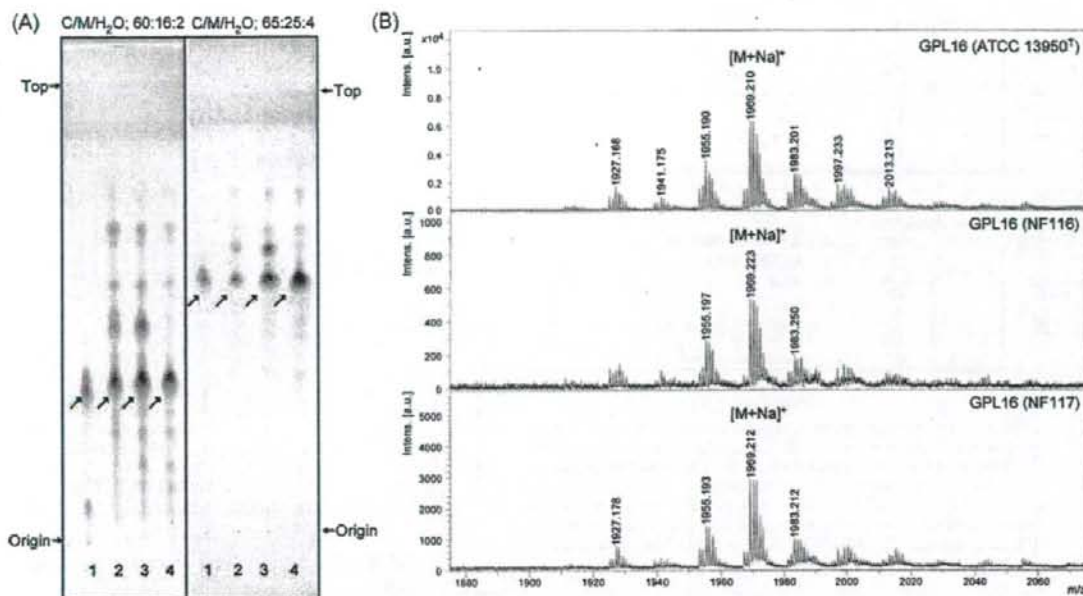 (A)
C/M/H₂O; 60:16:2 C/M/H₂O; 65:25:4
Top
Top
Origin
Origin
1 2 3 4 1 2 3 4
(B)
GPL16 (ATCC 13950ᵀ)
[M+Na]⁺
Intens. [a.u.]
x10⁴
1.0
0.8
0.6
0.4
0.2
0.0
1927.168
1941.175
1955.190
1969.210
1983.201
1997.233
2013.213
GPL16 (NF116)
[M+Na]⁺
Intens. [a.u.]
1000
800
600
400
200
0
1955.197
1969.223
1983.250
GPL16 (NF117)
[M+Na]⁺
Intens. [a.u.]
5000
4000
3000
2000
1000
0
1927.178
1955.193
1969.212
1983.212
1880 1900 1920 1940 1960 1980 2000 2020 2040 2060